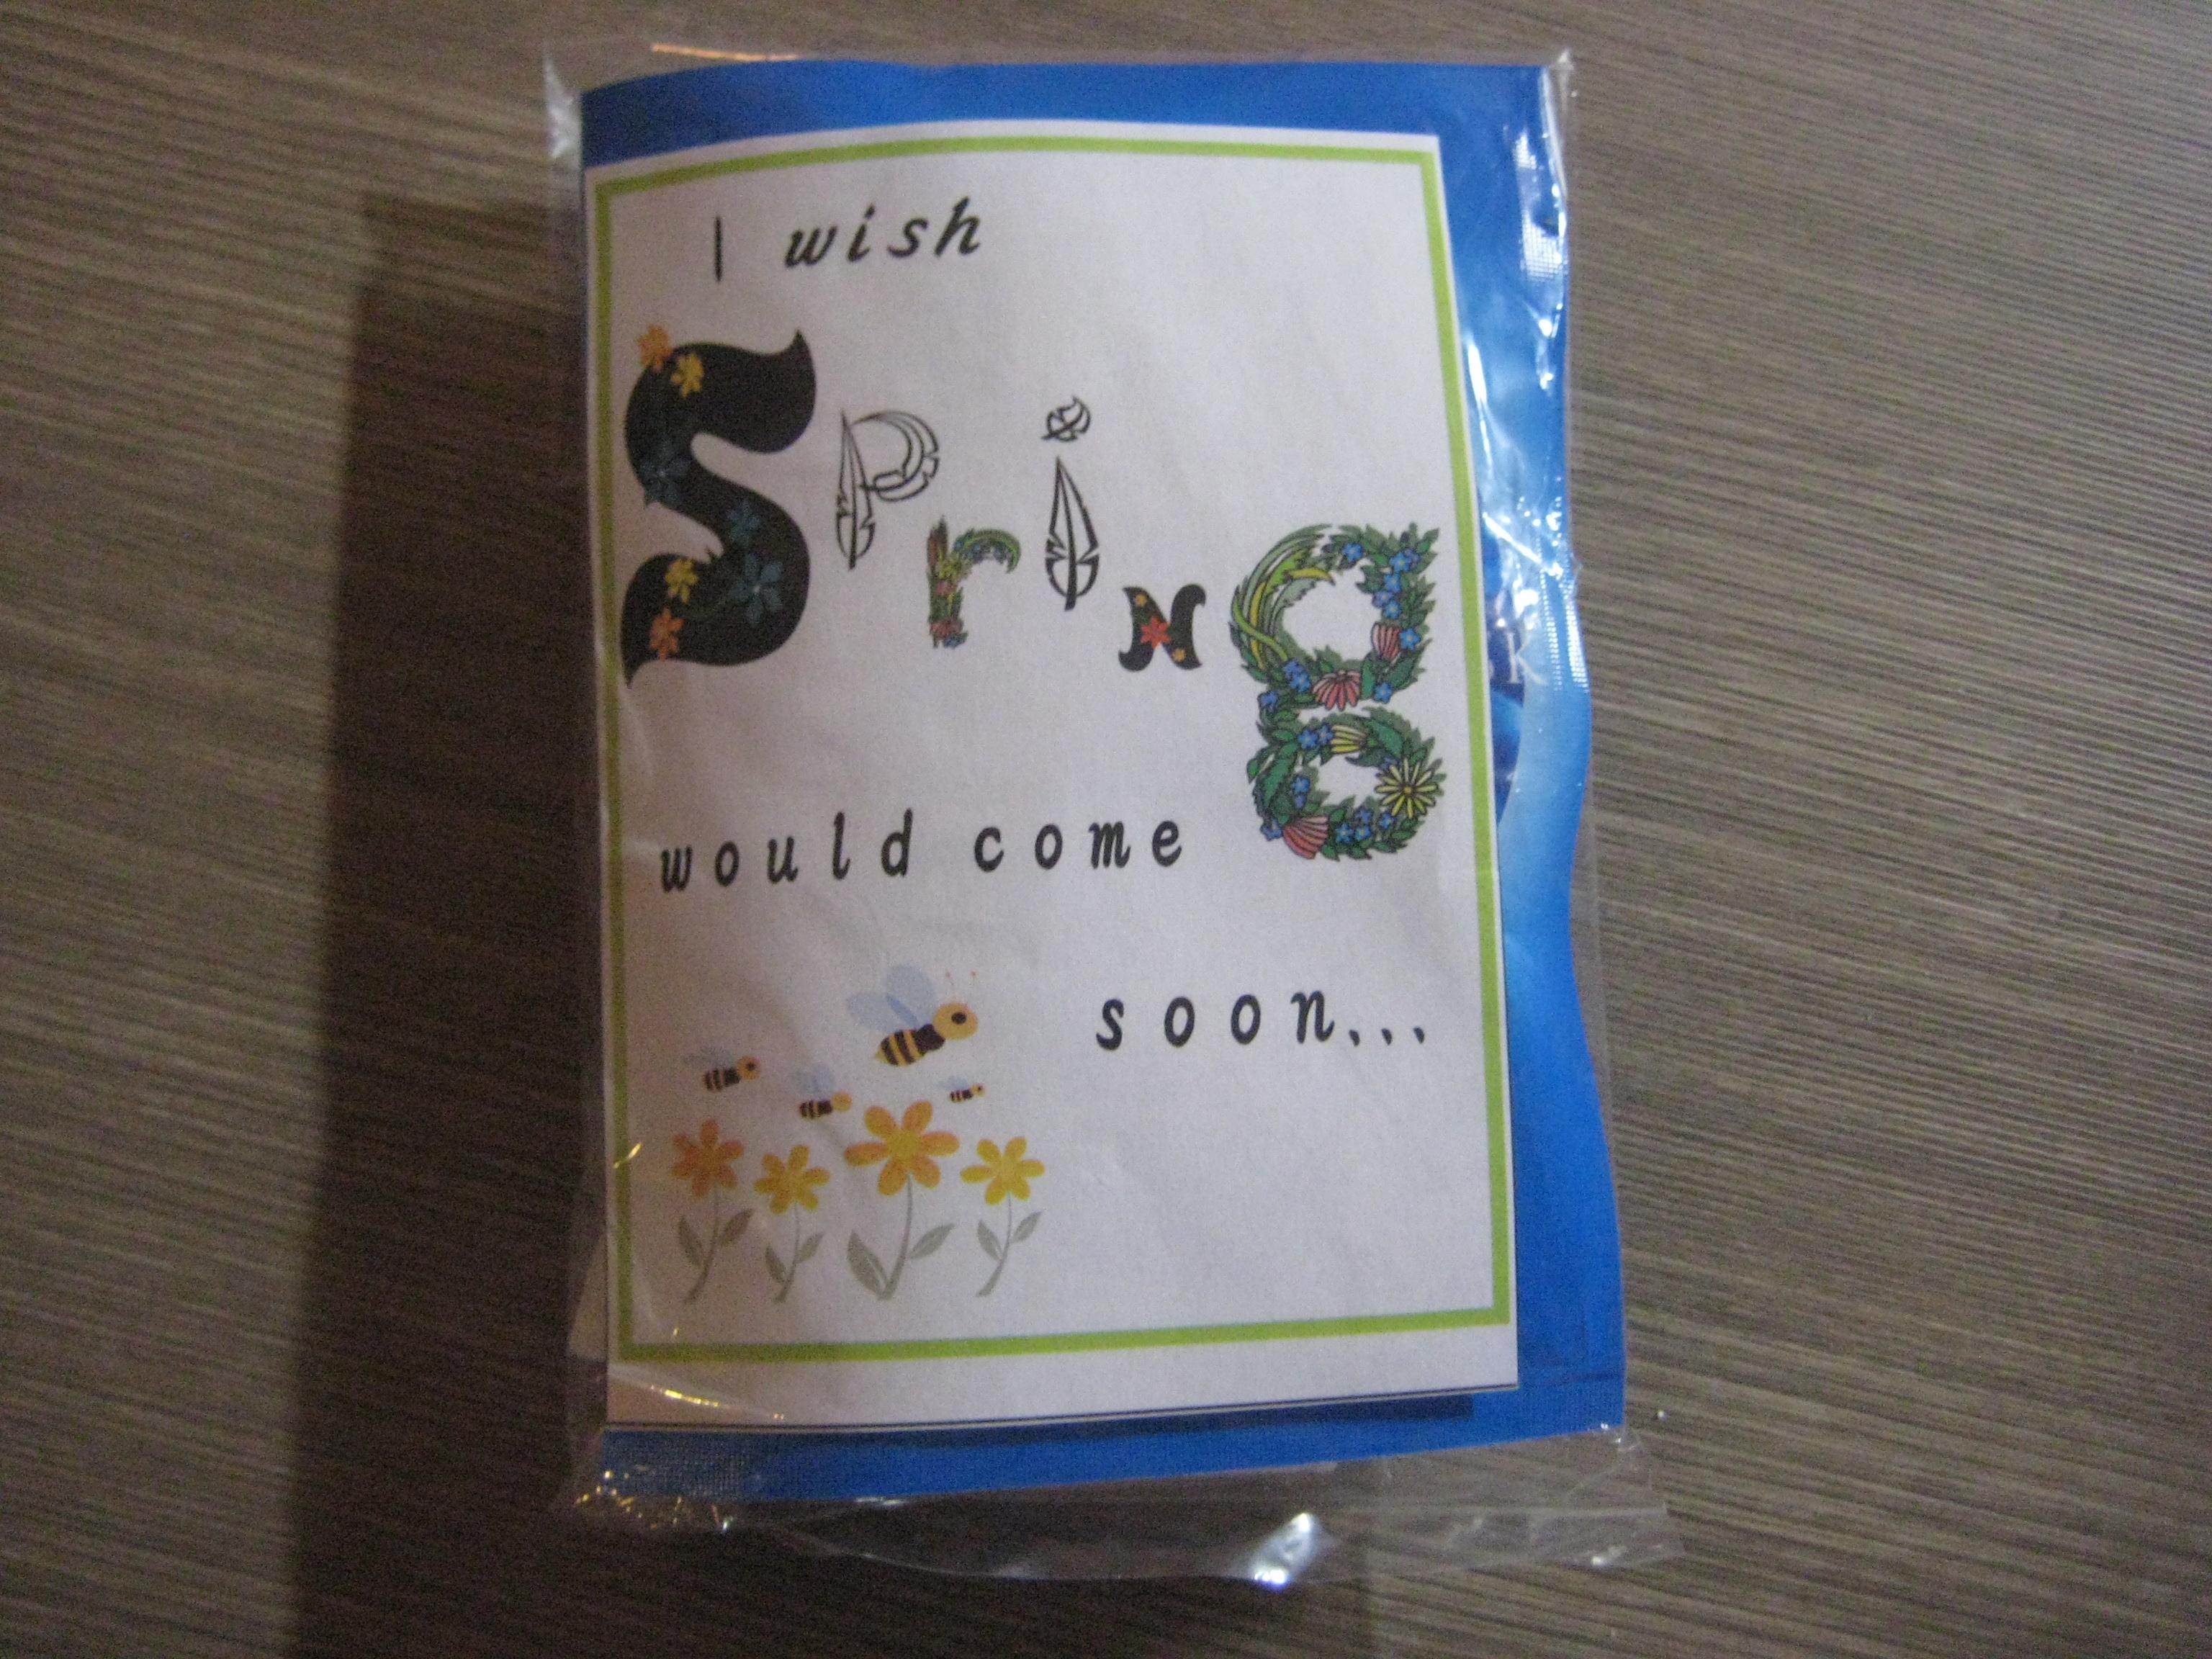 I wish
SpriNg
would come
soon...